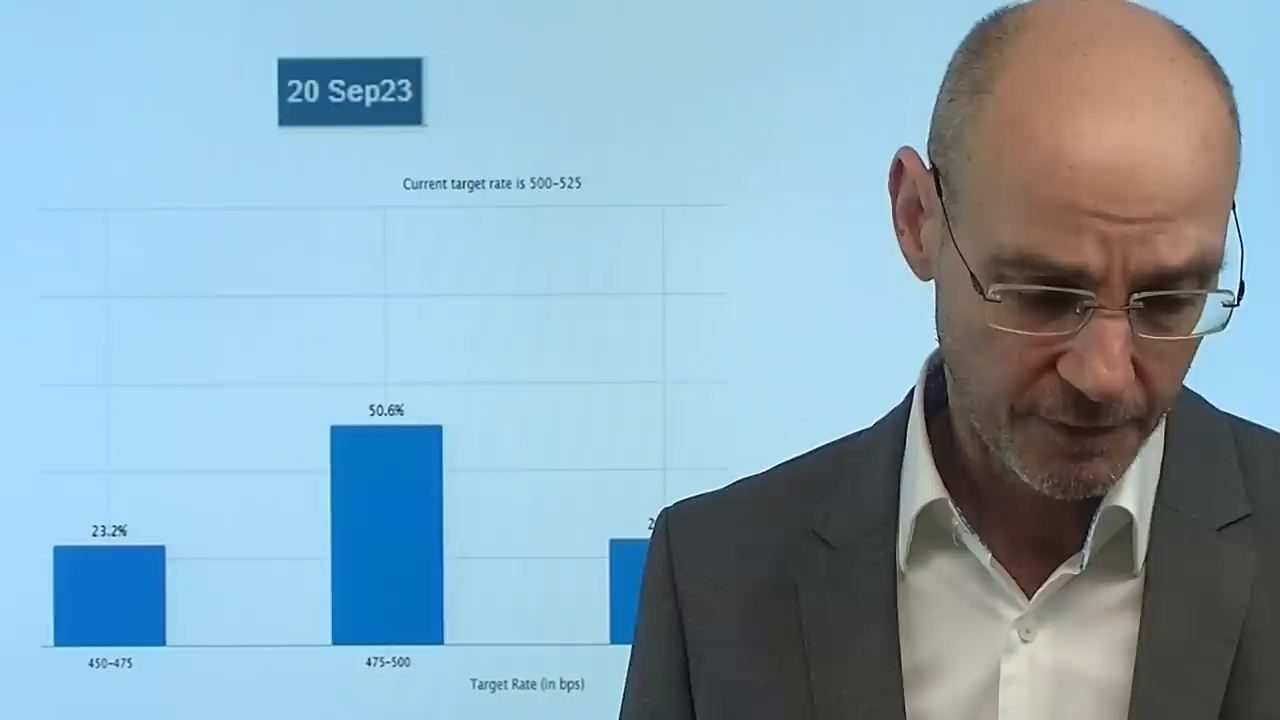 20 Sep23
Current target rate is 500-525
50.6%
23.2%
2
450-475
475-500
Target Rate (in bps)